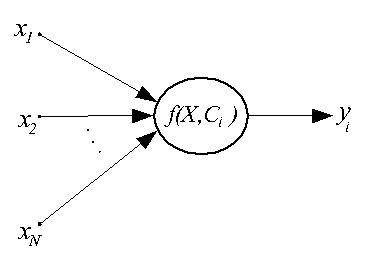 x1
x2
f(X,Ci )
yi
xN